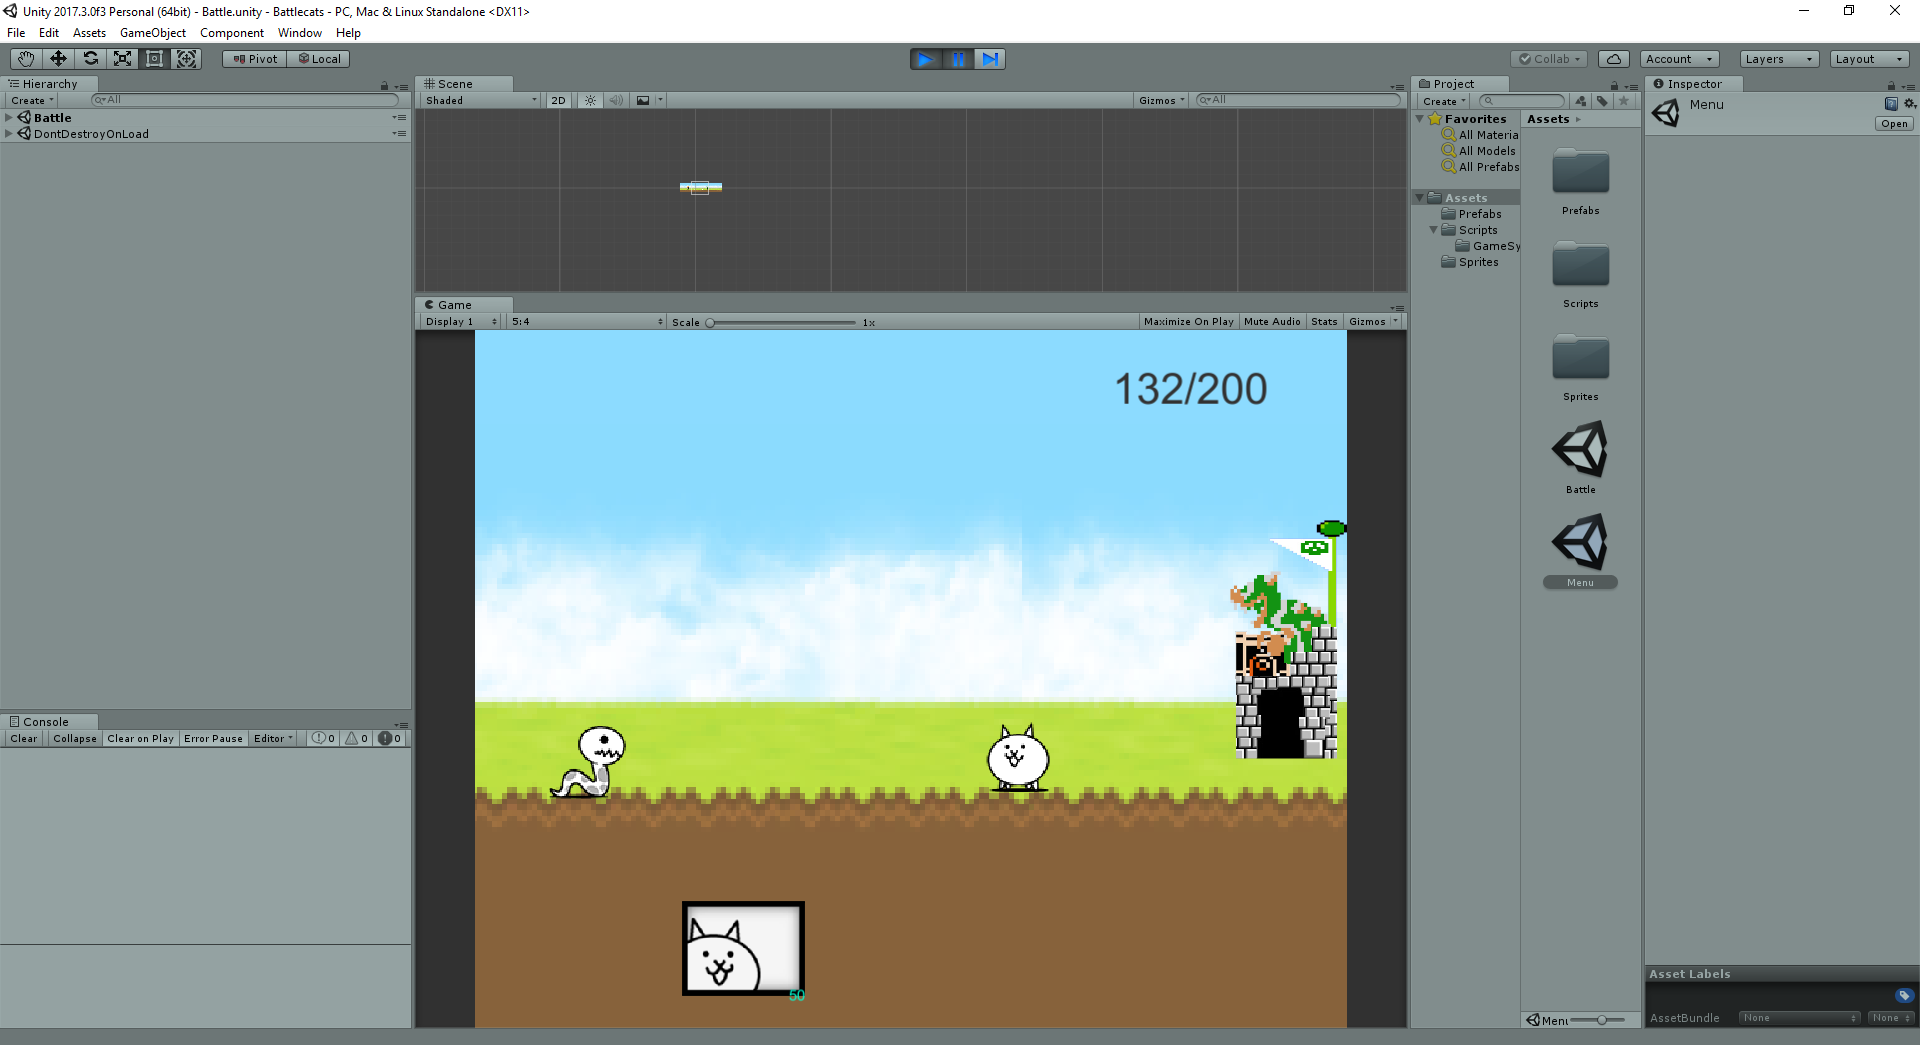 Unity 2017.3.0f3 Personal (64bit) - Battle.unity - Battlecats - PC, Mac & Linux Standalone <DX11>
File Edit Assets GameObject Component Window Help
Pivot Local Collab Account Layers Layout
Hierarchy
Create All
Battle
DontDestroyOnLoad
Console
Clear Collapse Clear on Play Error Pause Editor 0 0 0
Scene
Shaded 2D Gizmos All
Game
Display 1 5:4 Scale 1x Maximize On Play Mute Audio Stats Gizmos
132/200
50
Project
Create
Favorites
All Materia
All Models
All Prefabs
Assets
Prefabs
Scripts
GameSy
Sprites
Assets
Prefabs
Scripts
Sprites
Battle
Menu
Menu
Inspector
Menu
Open
Asset Labels
AssetBundle None None